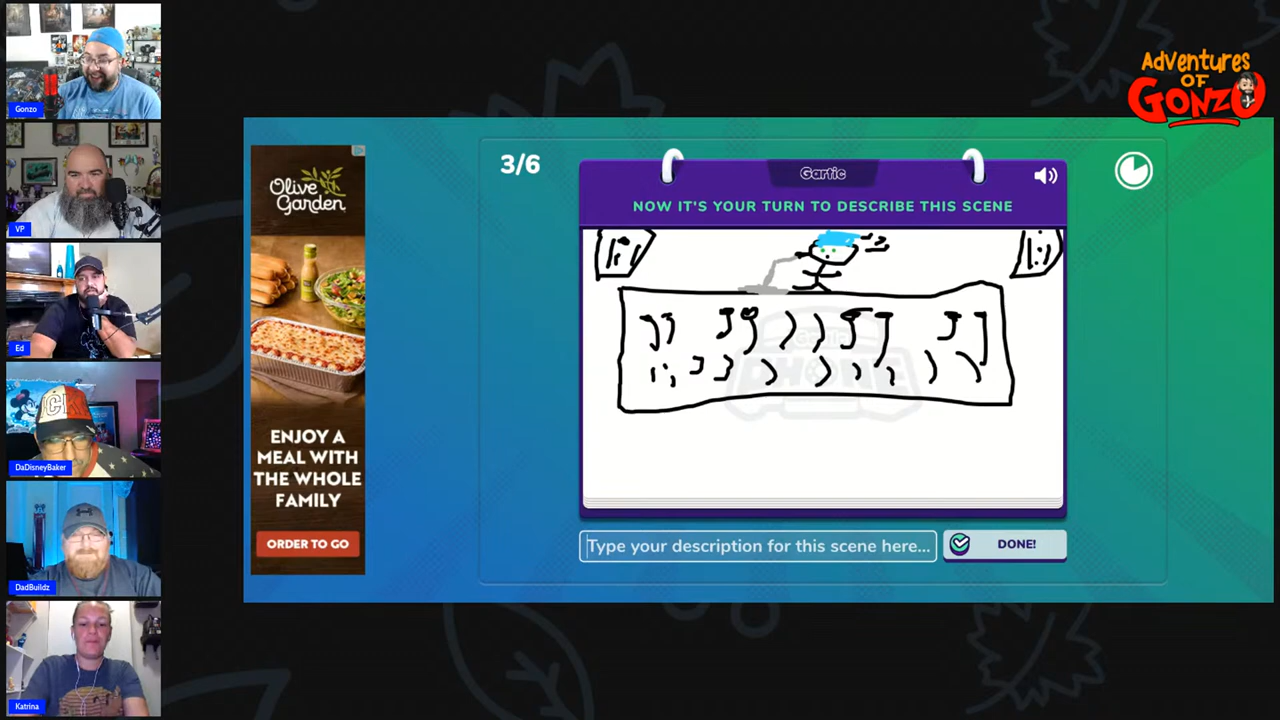 Gonzo
VP
Ed
DaDisneyBaker
DadBuildz
Katrina
Adventures
OF
GONZO
Olive
Garden
ENJOY A
MEAL WITH
THE WHOLE
FAMILY
ORDER TO GO
3/6
Gartic
NOW IT'S YOUR TURN TO DESCRIBE THIS SCENE
Type your description for this scene here...
DONE!